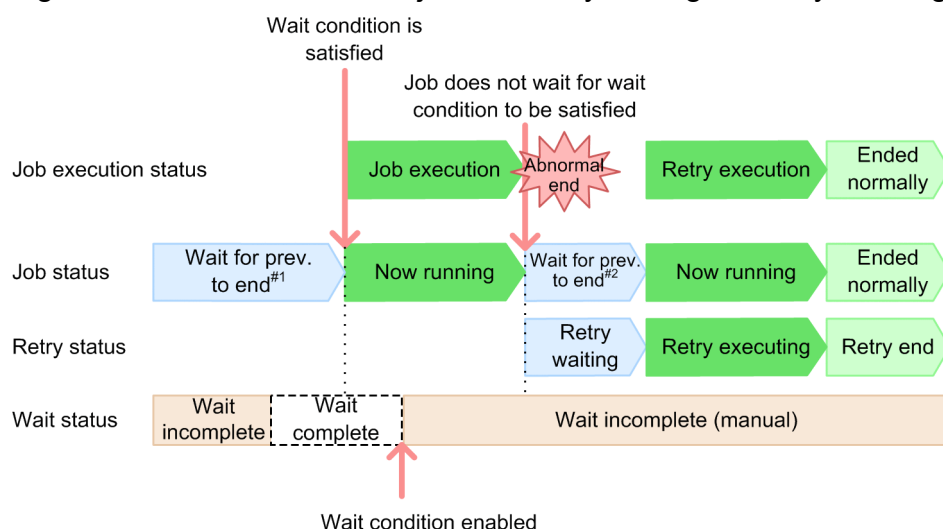 Wait condition is
satisfied
Job does not wait for wait
condition to be satisfied
Job execution status
Job execution
Abnormal
end
Retry execution
Ended
normally
Job status
Wait for prev.
to end#1
Now running
Wait for prev.
to end#2
Now running
Ended
normally
Retry status
Retry
waiting
Retry executing
Retry end
Wait status
Wait
incomplete
Wait
complete
Wait incomplete (manual)
Wait condition enabled